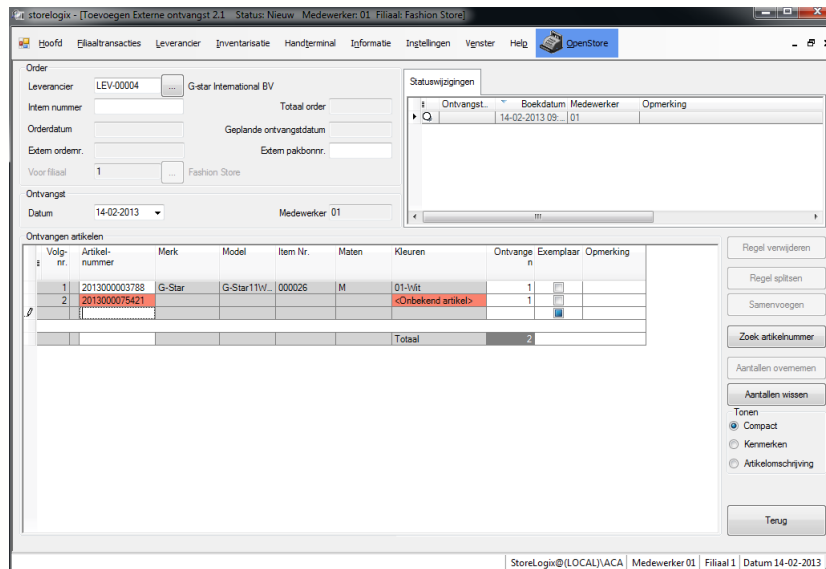 storelogix - [Toevoegen Externe ontvangst 2.1 Status: Nieuw Medewerker: 01 Filiaal: Fashion Store]
Hoofd Filiaaltransacties Leverancier Inventarisatie Handterminal Informatie Instellingen Venster Help OpenStore
Order
Leverancier LEV-00004 ... G-star International BV
Intern nummer Totaal order
Orderdatum Geplande ontvangstdatum
Extern ordernr. Extern pakbonnr.
Voor filiaal 1 ... Fashion Store
Ontvangst
Datum 14-02-2013 Medewerker 01
Statuswijzigingen
Ontvangst... Boekdatum Medewerker Opmerking
14-02-2013 09:... 01
Ontvangen artikelen
Volg-nr. Artikel-nummer Merk Model Item Nr. Maten Kleuren Ontvangen Exemplaar Opmerking
1 2013000003788 G-Star G-Star11W... 000026 M 01-Wit 1
2 2013000075421 <Onbekend artikel> 1
Totaal 2
Regel verwijderen
Regel splitsen
Samenvoegen
Zoek artikelnummer
Aantallen overnemen
Aantallen wissen
Tonen
Compact
Kenmerken
Artikelomschrijving
Terug
StoreLogix@(LOCAL)\ACA Medewerker 01 Filiaal 1 Datum 14-02-2013